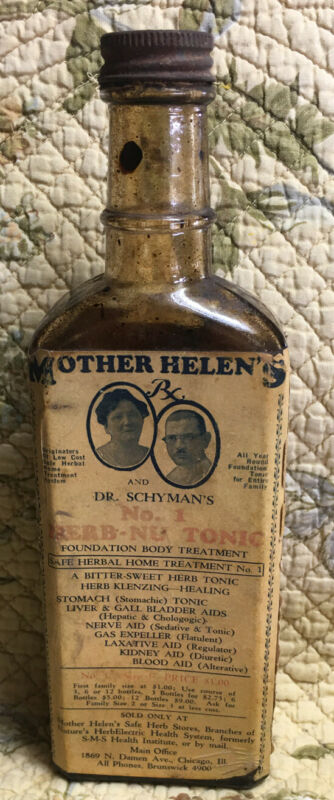 MOTHER HELEN'S
Rx
Originators
of Low Cost
Safe Herbal
Home
Treatment
System
All Year
Round
Foundation
Tonic
for Entire
Family
AND
DR. SCHYMAN'S
No. 1
HERB-NU TONIC
FOUNDATION BODY TREATMENT
SAFE HERBAL HOME TREATMENT No. 1
A BITTER-SWEET HERB TONIC
HERB KLENZING—HEALING
STOMACH (Stomachic) TONIC
LIVER & GALL BLADDER AIDS
(Hepatic & Chologogic)
NERVE AID (Sedative & Tonic)
GAS EXPELLER (Flatulent)
LAXATIVE AID (Regulator)
KIDNEY AID (Diuretic)
BLOOD AID (Alterative)
PRICE $1.00
First family size at $1.00; Use course of
3, 6 or 12 bottles, 3 Bottles for $2.75; 6
Bottles $5.00; 12 Bottles $9.00. Ask for
Family Size 2 or Size 3 at less cost.
SOLD ONLY AT
Mother Helen's Safe Herb Stores, Branches of
Nature's HerbElectric Health System, formerly
S-M-S Health Institute, or by mail.
Main Office
1869 N. Damen Ave., Chicago, Ill.
All Phones, Brunswick 4900